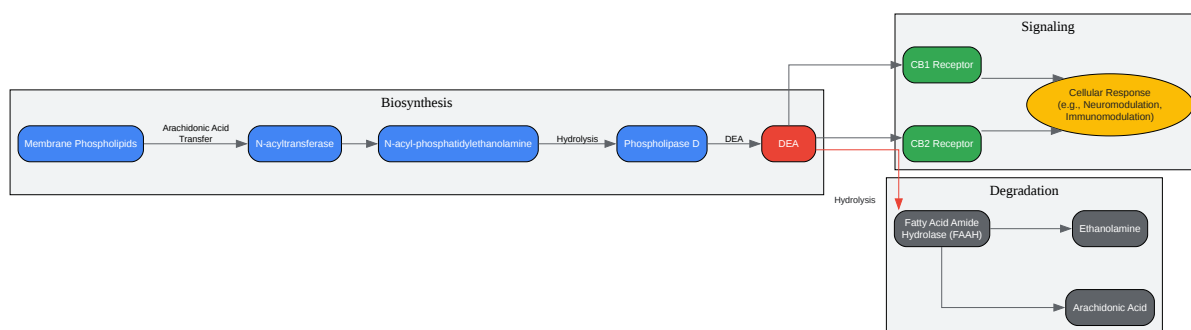 Signaling
CB1 Receptor
Cellular Response
(e.g., Neuromodulation,
Immunomodulation)
CB2 Receptor
Biosynthesis
Membrane Phospholipids
Arachidonic Acid
Transfer
N-acyltransferase
N-acyl-phosphatidylethanolamine
Hydrolysis
Phospholipase D
DEA
DEA
Hydrolysis
Degradation
Fatty Acid Amide
Hydrolase (FAAH)
Ethanolamine
Arachidonic Acid